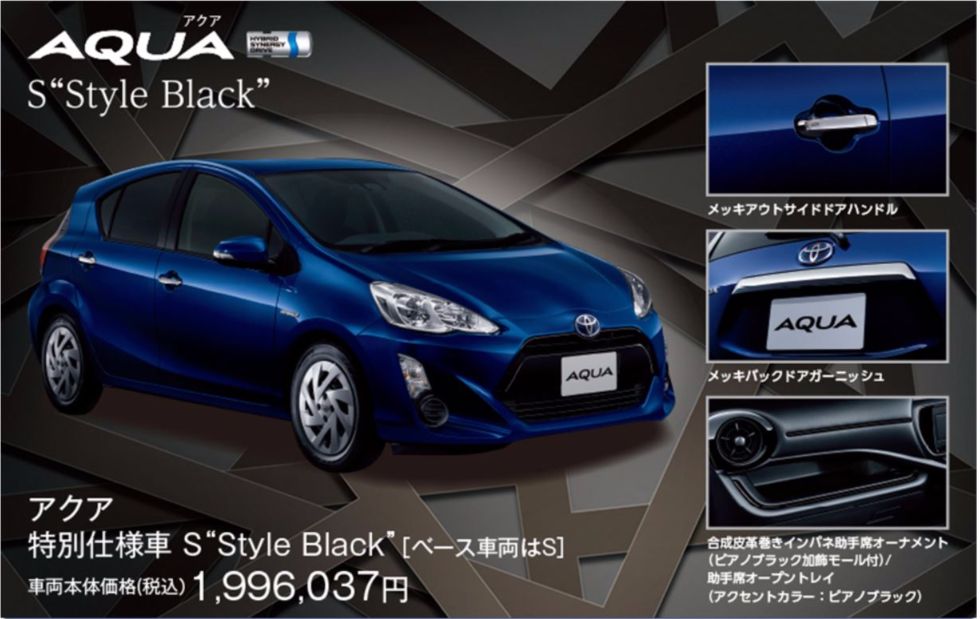 アクア
AQUA
HYBRID
SYNERGY
DRIVE
S“Style Black”
メッキアウトサイドドアハンドル
AQUA
メッキバックドアガーニッシュ
AQUA
アクア
特別仕様車 S“Style Black”[ベース車両はS]
車両本体価格(税込) 1,996,037円
合成皮革巻きインパネ助手席オーナメント
(ピアノブラック加飾モール付)/
助手席オープントレイ
(アクセントカラー：ピアノブラック)